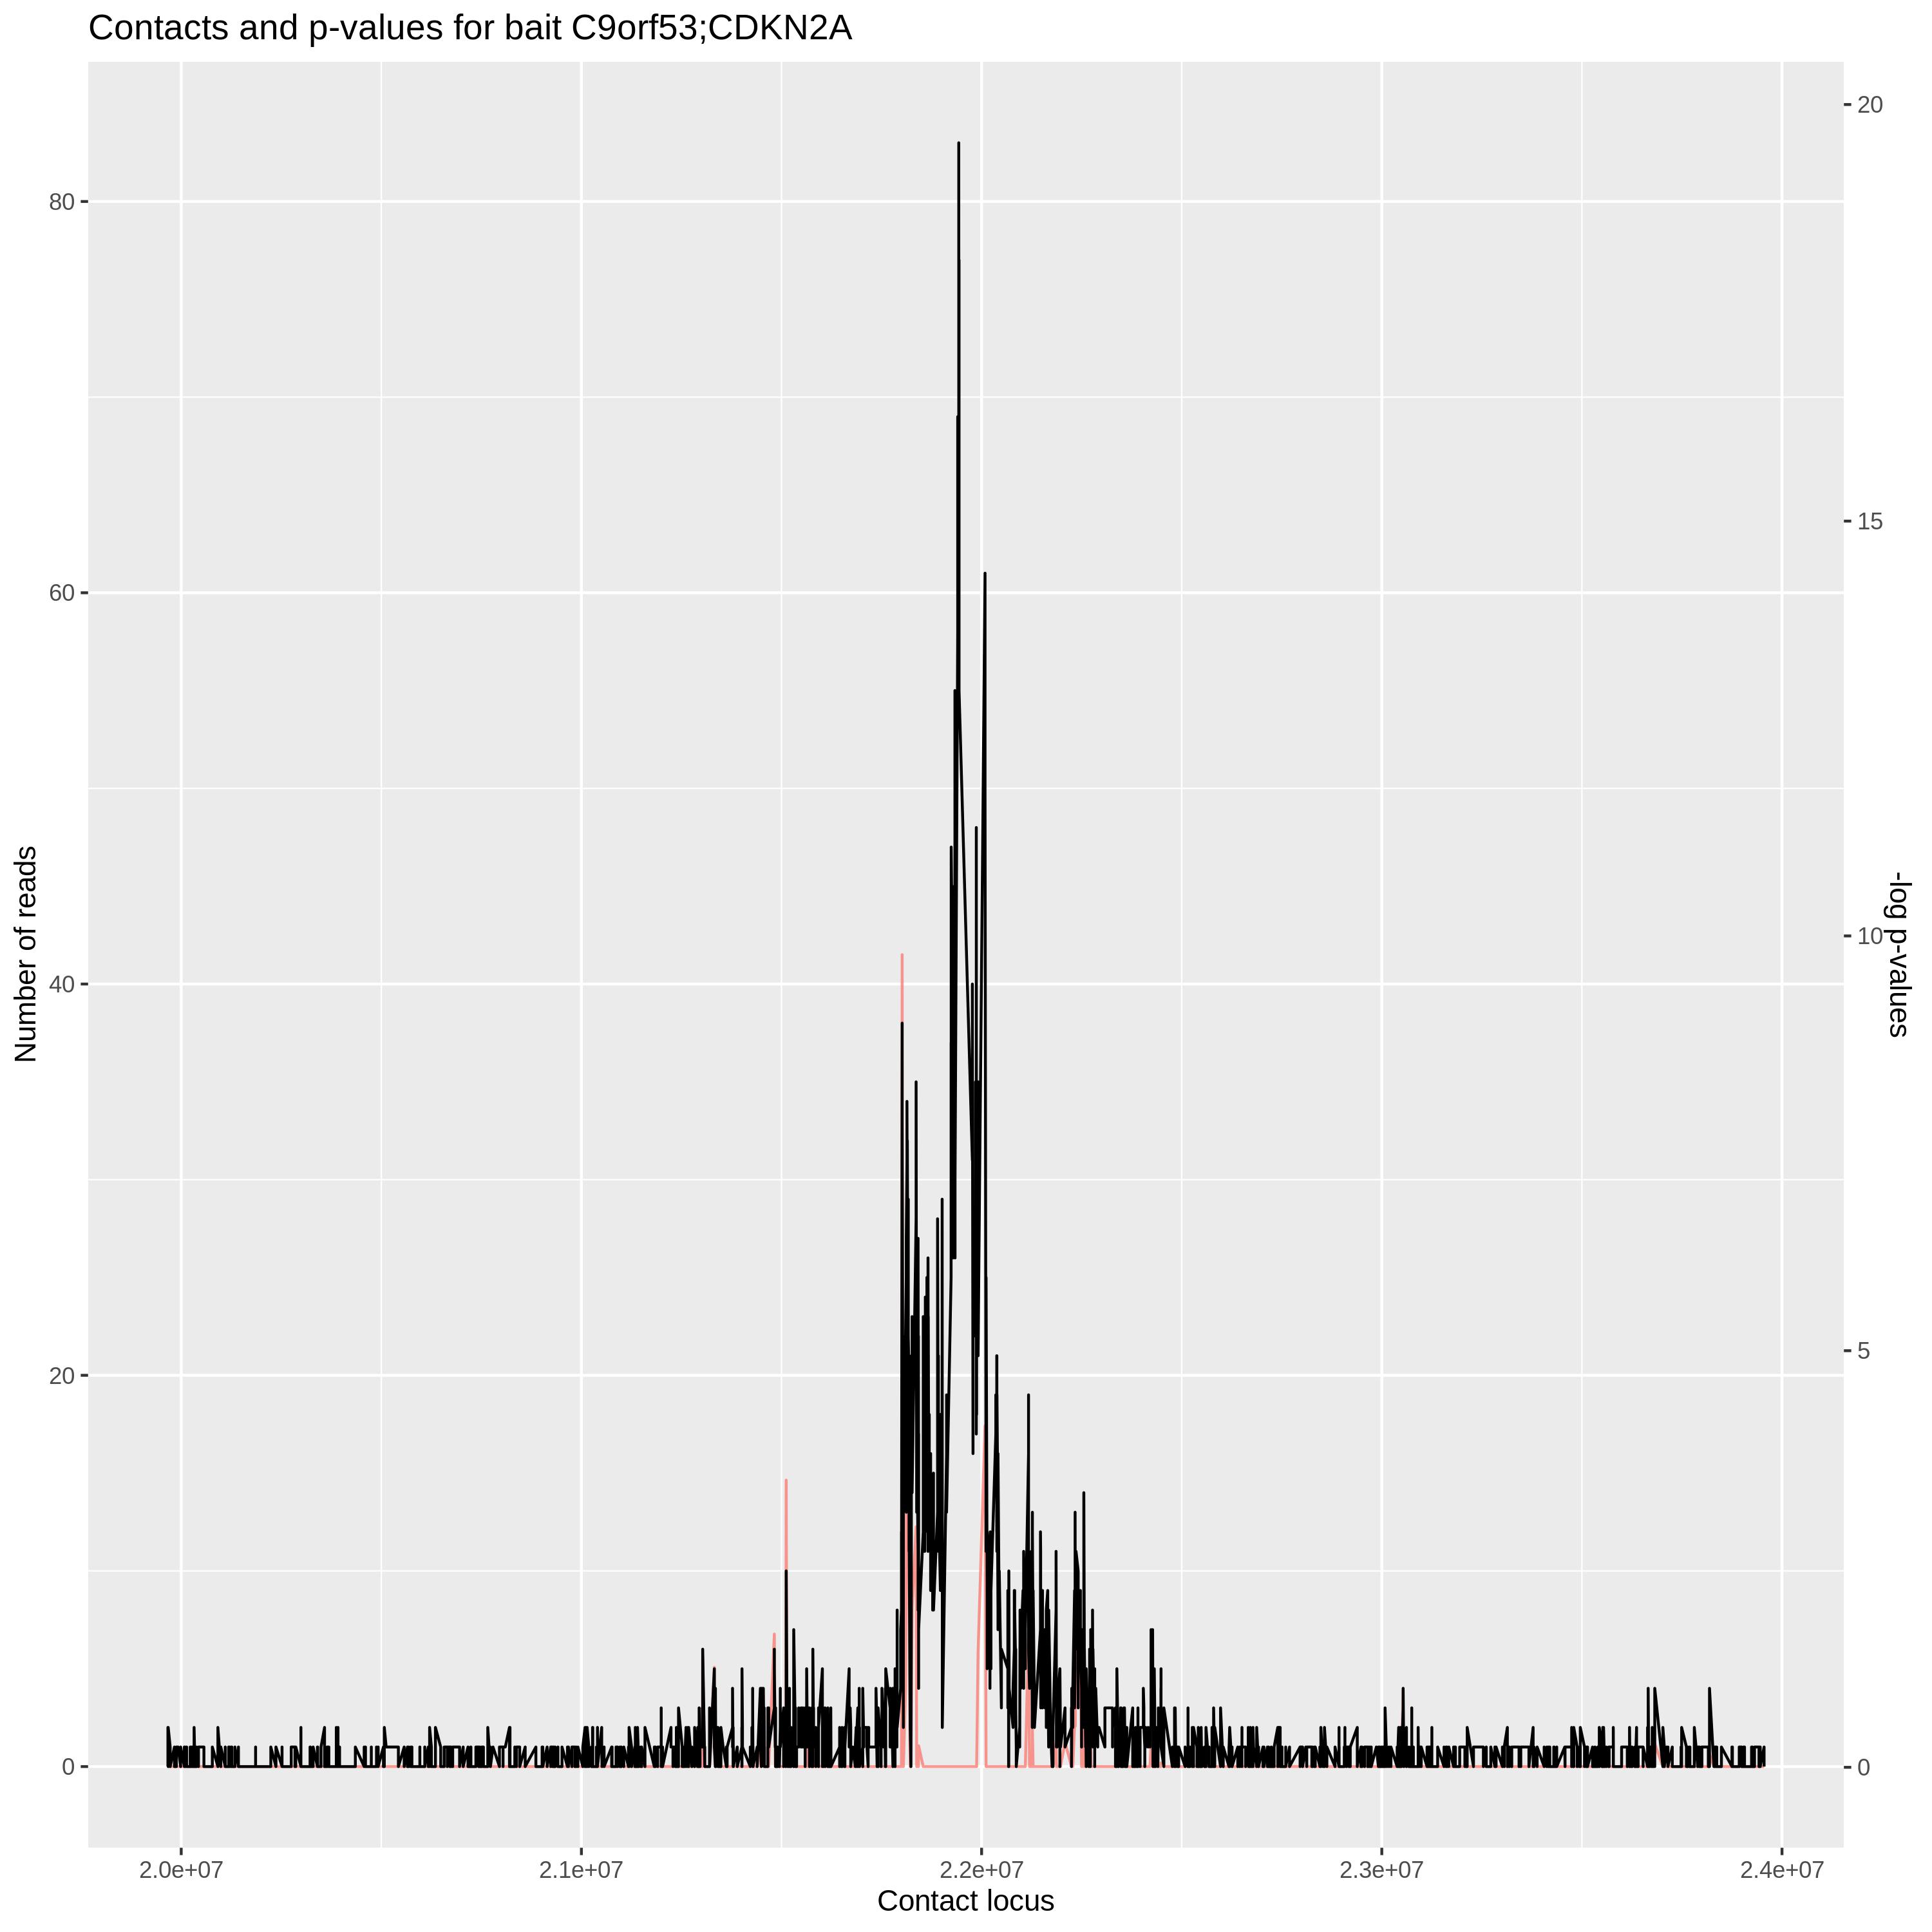 Contacts and p-values for bait C9orf53;CDKN2A
80
60
40
20
0
Number of reads
20
15
10
5
0
-log p-values
2.0e+07
2.1e+07
2.2e+07
2.3e+07
2.4e+07
Contact locus